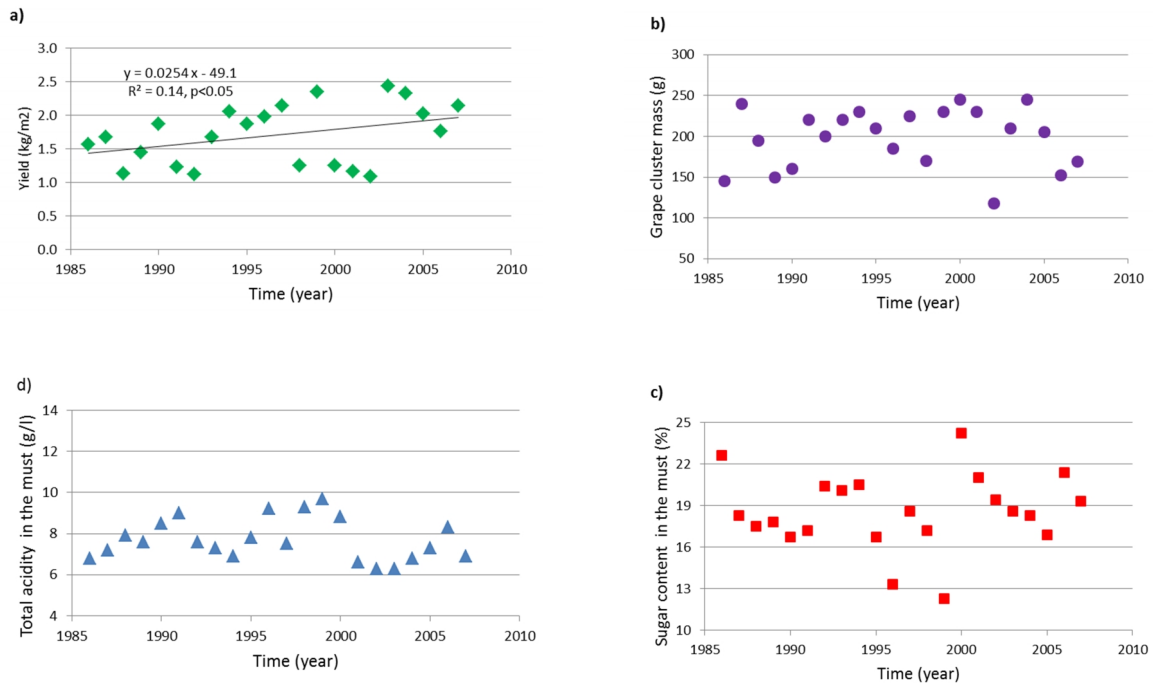 a)
3.0
2.5
2.0
1.5
1.0
0.5
0.0
Yield (kg/m2)
y = 0.0254x - 49.1
R² = 0.14, p<0.05
1985 1990 1995 2000 2005 2010
Time (year)
b)
300
250
200
150
100
50
Grape cluster mass (g)
1985 1990 1995 2000 2005 2010
Time (year)
d)
14
12
10
8
6
4
Total acidity in the must (g/l)
1985 1990 1995 2000 2005 2010
Time (year)
c)
25
22
19
16
13
10
Sugar content in the must (%)
1985 1990 1995 2000 2005 2010
Time (year)